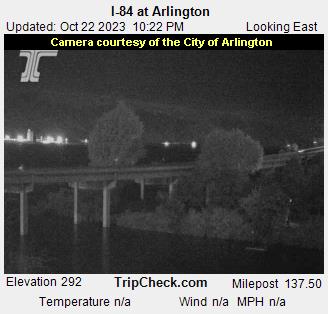 I-84 at Arlington
Updated: Oct 22 2023 10:22 PM Looking East
Camera courtesy of the City of Arlington
Elevation 292 TripCheck.com Milepost 137.50
Temperature n/a Wind n/a MPH n/a